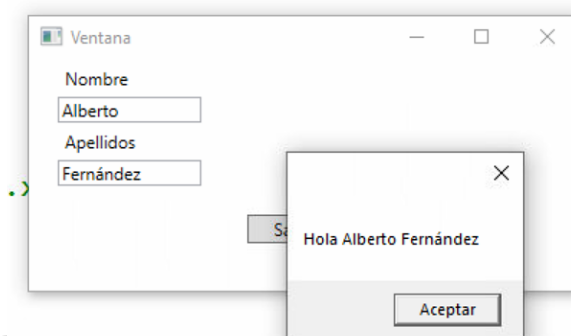 Ventana
Nombre
Alberto
Apellidos
Fernández
Hola Alberto Fernández
Aceptar